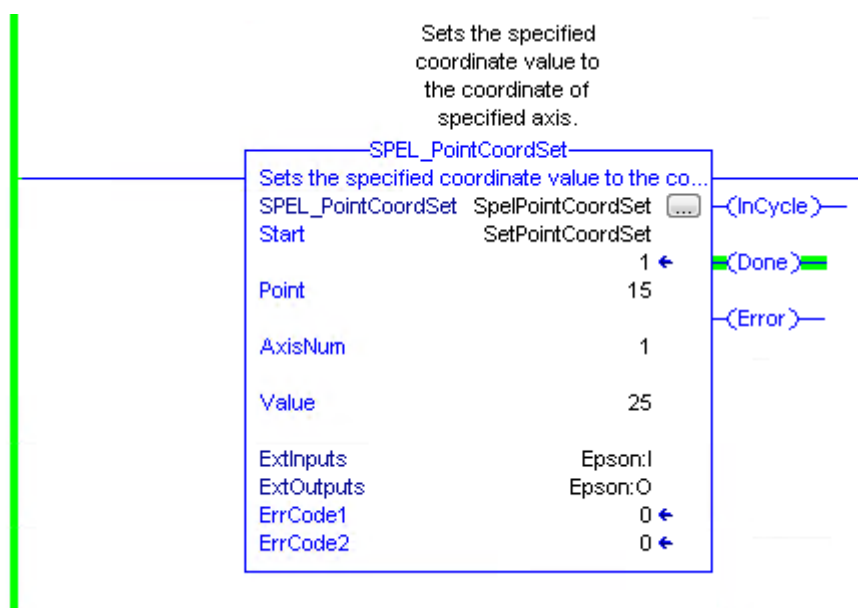 Sets the specified
coordinate value to
the coordinate of
specified axis.
SPEL_PointCoordSet
Sets the specified coordinate value to the co...
SPEL_PointCoordSet SpelPointCoordSet ... (InCycle)
Start SetPointCoordSet
1 (Done)
Point 15
(Error)
AxisNum 1
Value 25
ExtInputs Epson:I
ExtOutputs Epson:O
ErrCode1 0
ErrCode2 0